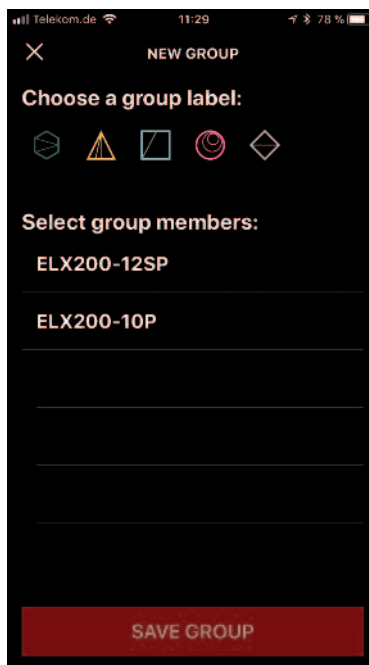 Telekom.de 11:29 78 %
NEW GROUP
Choose a group label:
Select group members:
ELX200-12SP
ELX200-10P
SAVE GROUP